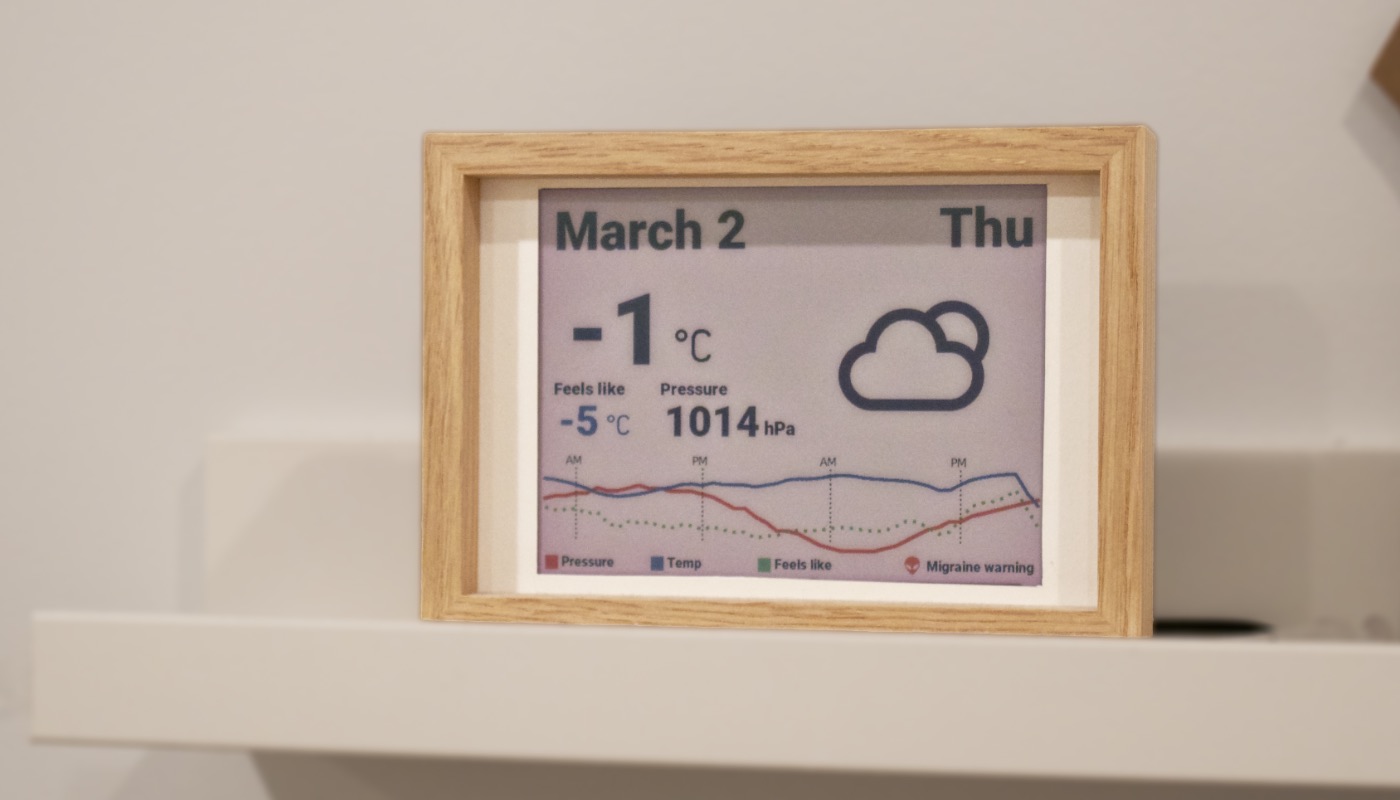 March 2 Thu
-1 °C
Feels like Pressure
-5 °C 1014 hPa
AM PM AM PM
Pressure Temp Feels like Migraine warning